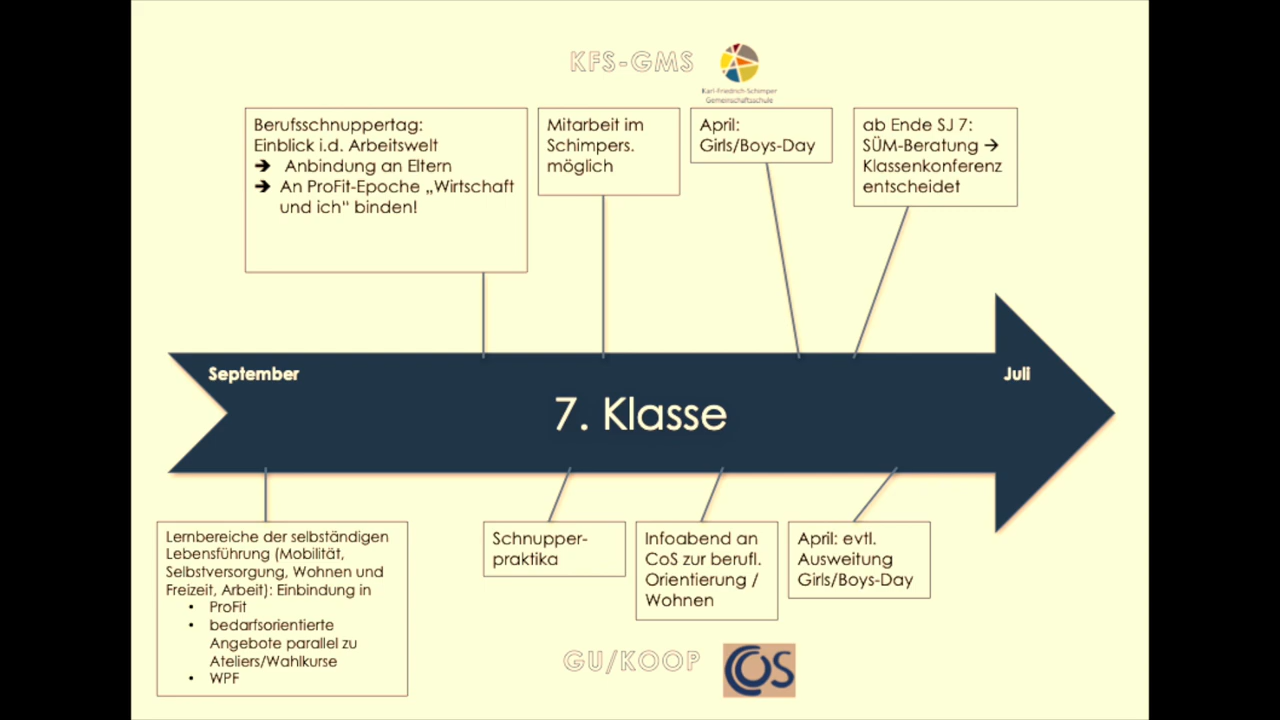 KFS-GMS
Karl-Friedrich-Schimper
Gemeinschaftsschule
Berufsschnuppertag:
Einblick i.d. Arbeitswelt
➔ Anbindung an Eltern
➔ An ProFit-Epoche „Wirtschaft
und ich“ binden!
Mitarbeit im
Schimpers.
möglich
April:
Girls/Boys-Day
ab Ende SJ 7:
SÜM-Beratung →
Klassenkonferenz
entscheidet
September
Juli
7. Klasse
Lernbereiche der selbständigen
Lebensführung (Mobilität,
Selbstversorgung, Wohnen und
Freizeit, Arbeit): Einbindung in
• ProFit
• bedarfsorientierte
Angebote parallel zu
Ateliers/Wahlkurse
• WPF
Schnupper-
praktika
Infoabend an
CoS zur berufl.
Orientierung /
Wohnen
April: evtl.
Ausweitung
Girls/Boys-Day
GU/KOOP
COS